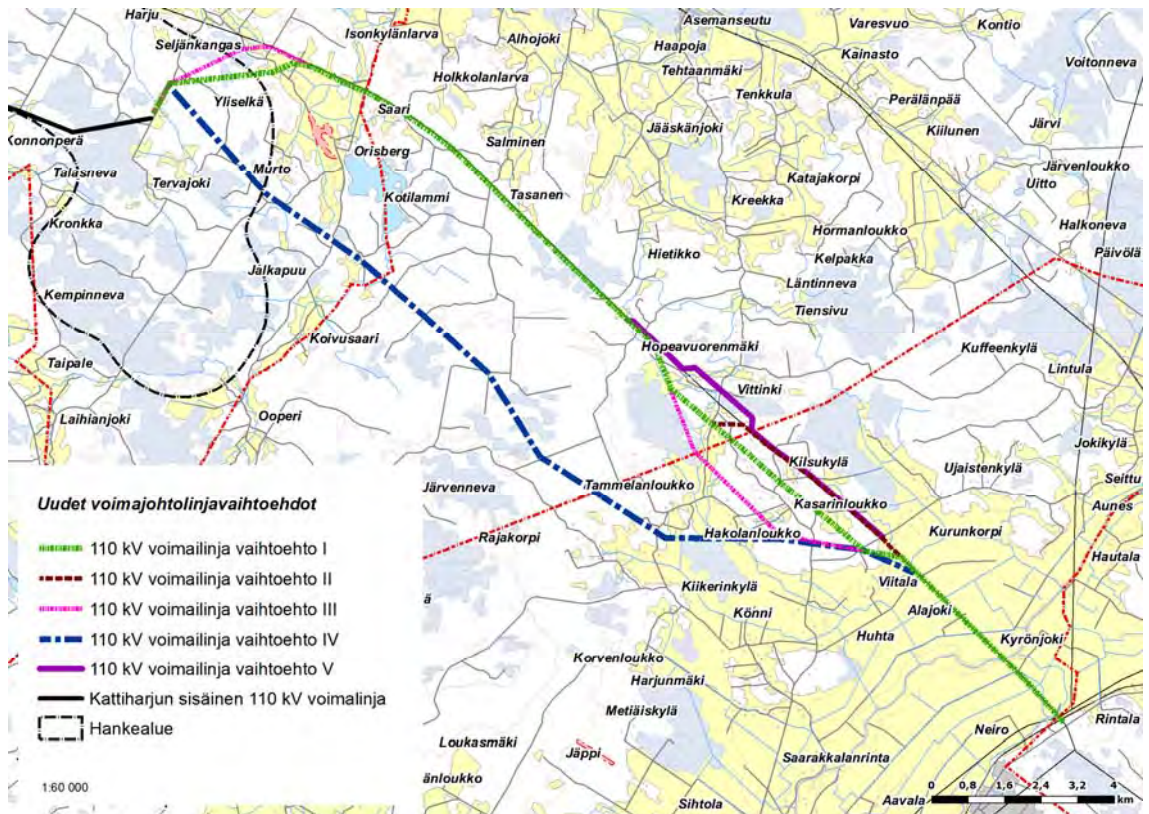 Harju
Seljänkangas
Isonkylänlarva
Alhojoki
Asemanseutu
Varesvuo
Kontio
Haapoja
Kainasto
Voitonneva
Holkkolanlarva
Tehtaanmäki
Yliselkä
Saari
Tenkkula
Perälänpää
Konnonperä
Salminen
Jääskänjoki
Kiilunen
Järvi
Orisberg
Talasneva
Tervajoki
Murto
Katajakorpi
Järvenloukko
Uitto
Kotilammi
Tasanen
Kreekka
Kronkka
Hormanloukko
Halkoneva
Hietikko
Kelpakka
Päivölä
Jalkapuu
Läntinneva
Kempinneva
Tiensivu
Koivusaari
Hopeavuorenmäki
Kuffeenkylä
Taipale
Lintula
Vittinki
Laihianjoki
Ooperi
Jokikylä
Kilsukylä
Ujaistenkylä
Seittu
Järvenneva
Tammelanloukko
Kasarinloukko
Aunes
Rajakorpi
Hakolanloukko
Kurunkorpi
Hautala
Kiikerinkylä
Viitala
ä
Könni
Alajoki
Huhta
Kyrönjoki
Korvenloukko
Harjunmäki
Metiäiskylä
Rintala
Loukasmäki
Jäppi
Neiro
Saarakkalanrinta
änloukko
Sihtola
Aavala
Uudet voimajohtolinjavaihtoehdot
110 kV voimailinja vaihtoehto I
110 kV voimailinja vaihtoehto II
110 kV voimailinja vaihtoehto III
110 kV voimailinja vaihtoehto IV
110 kV voimailinja vaihtoehto V
Kattiharjun sisäinen 110 kV voimalinja
Hankealue
1:60 000
0 0,8 1,6 2,4 3,2 4
km